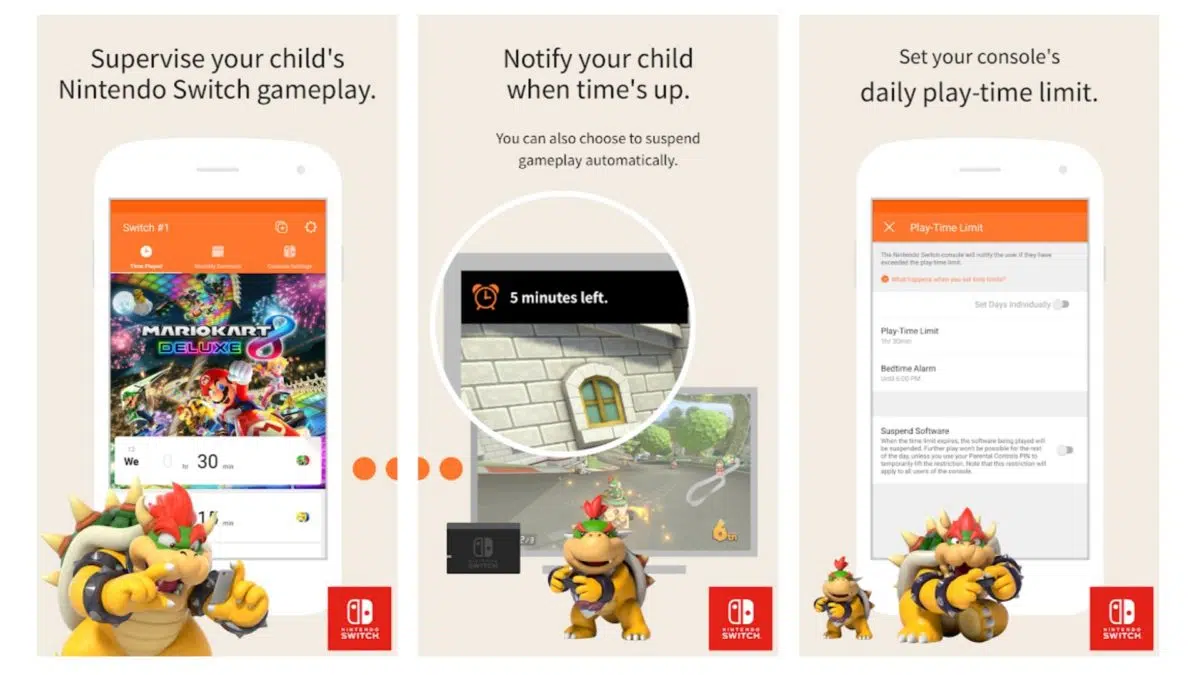 Supervise your child's
Nintendo Switch gameplay.
Switch #1
Time Played
Monthly Summary
Console Settings
MARIOKART 8
DELUXE
12
We 0 hr 30 min
15 min
NINTENDO
SWITCH
Notify your child
when time's up.
You can also choose to suspend
gameplay automatically.
5 minutes left.
6TH
2/3
NINTENDO
SWITCH
NINTENDO
SWITCH
Set your console's
daily play-time limit.
Play-Time Limit
The Nintendo Switch console will notify the user if they have
exceeded the play-time limit.
What happens when you set time limits?
Set Days Individually
Play-Time Limit
1hr 30min
Bedtime Alarm
Until 6:00 PM
Suspend Software
When the time limit expires, the software being played will
be suspended. Further play won't be possible for the rest
of the day, unless you use your Parental Controls PIN to
temporarily lift the restriction. Note that this restriction will
apply to all users of the console.
NINTENDO
SWITCH